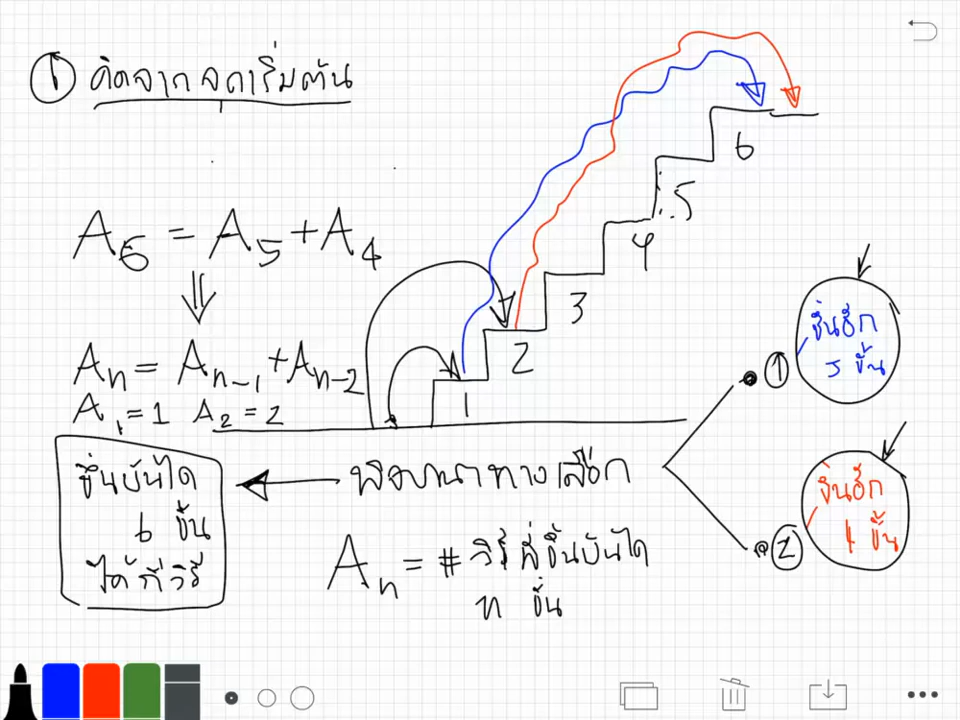 ① คิดจากจุดเริ่มต้น
A₆ = A₅ + A₄
⇓
Aₙ = Aₙ₋₁ + Aₙ₋₂
A₁ = 1 A₂ = 2
1
2
3
4
5
6
พิจารณาทางเลือก
① ขึ้นอีก
5 ขั้น
② ขึ้นอีก
4 ขั้น
ขึ้นบันได
6 ขั้น
ได้กี่วิธี
Aₙ = # วิธีที่ขึ้นบันได
n ขั้น